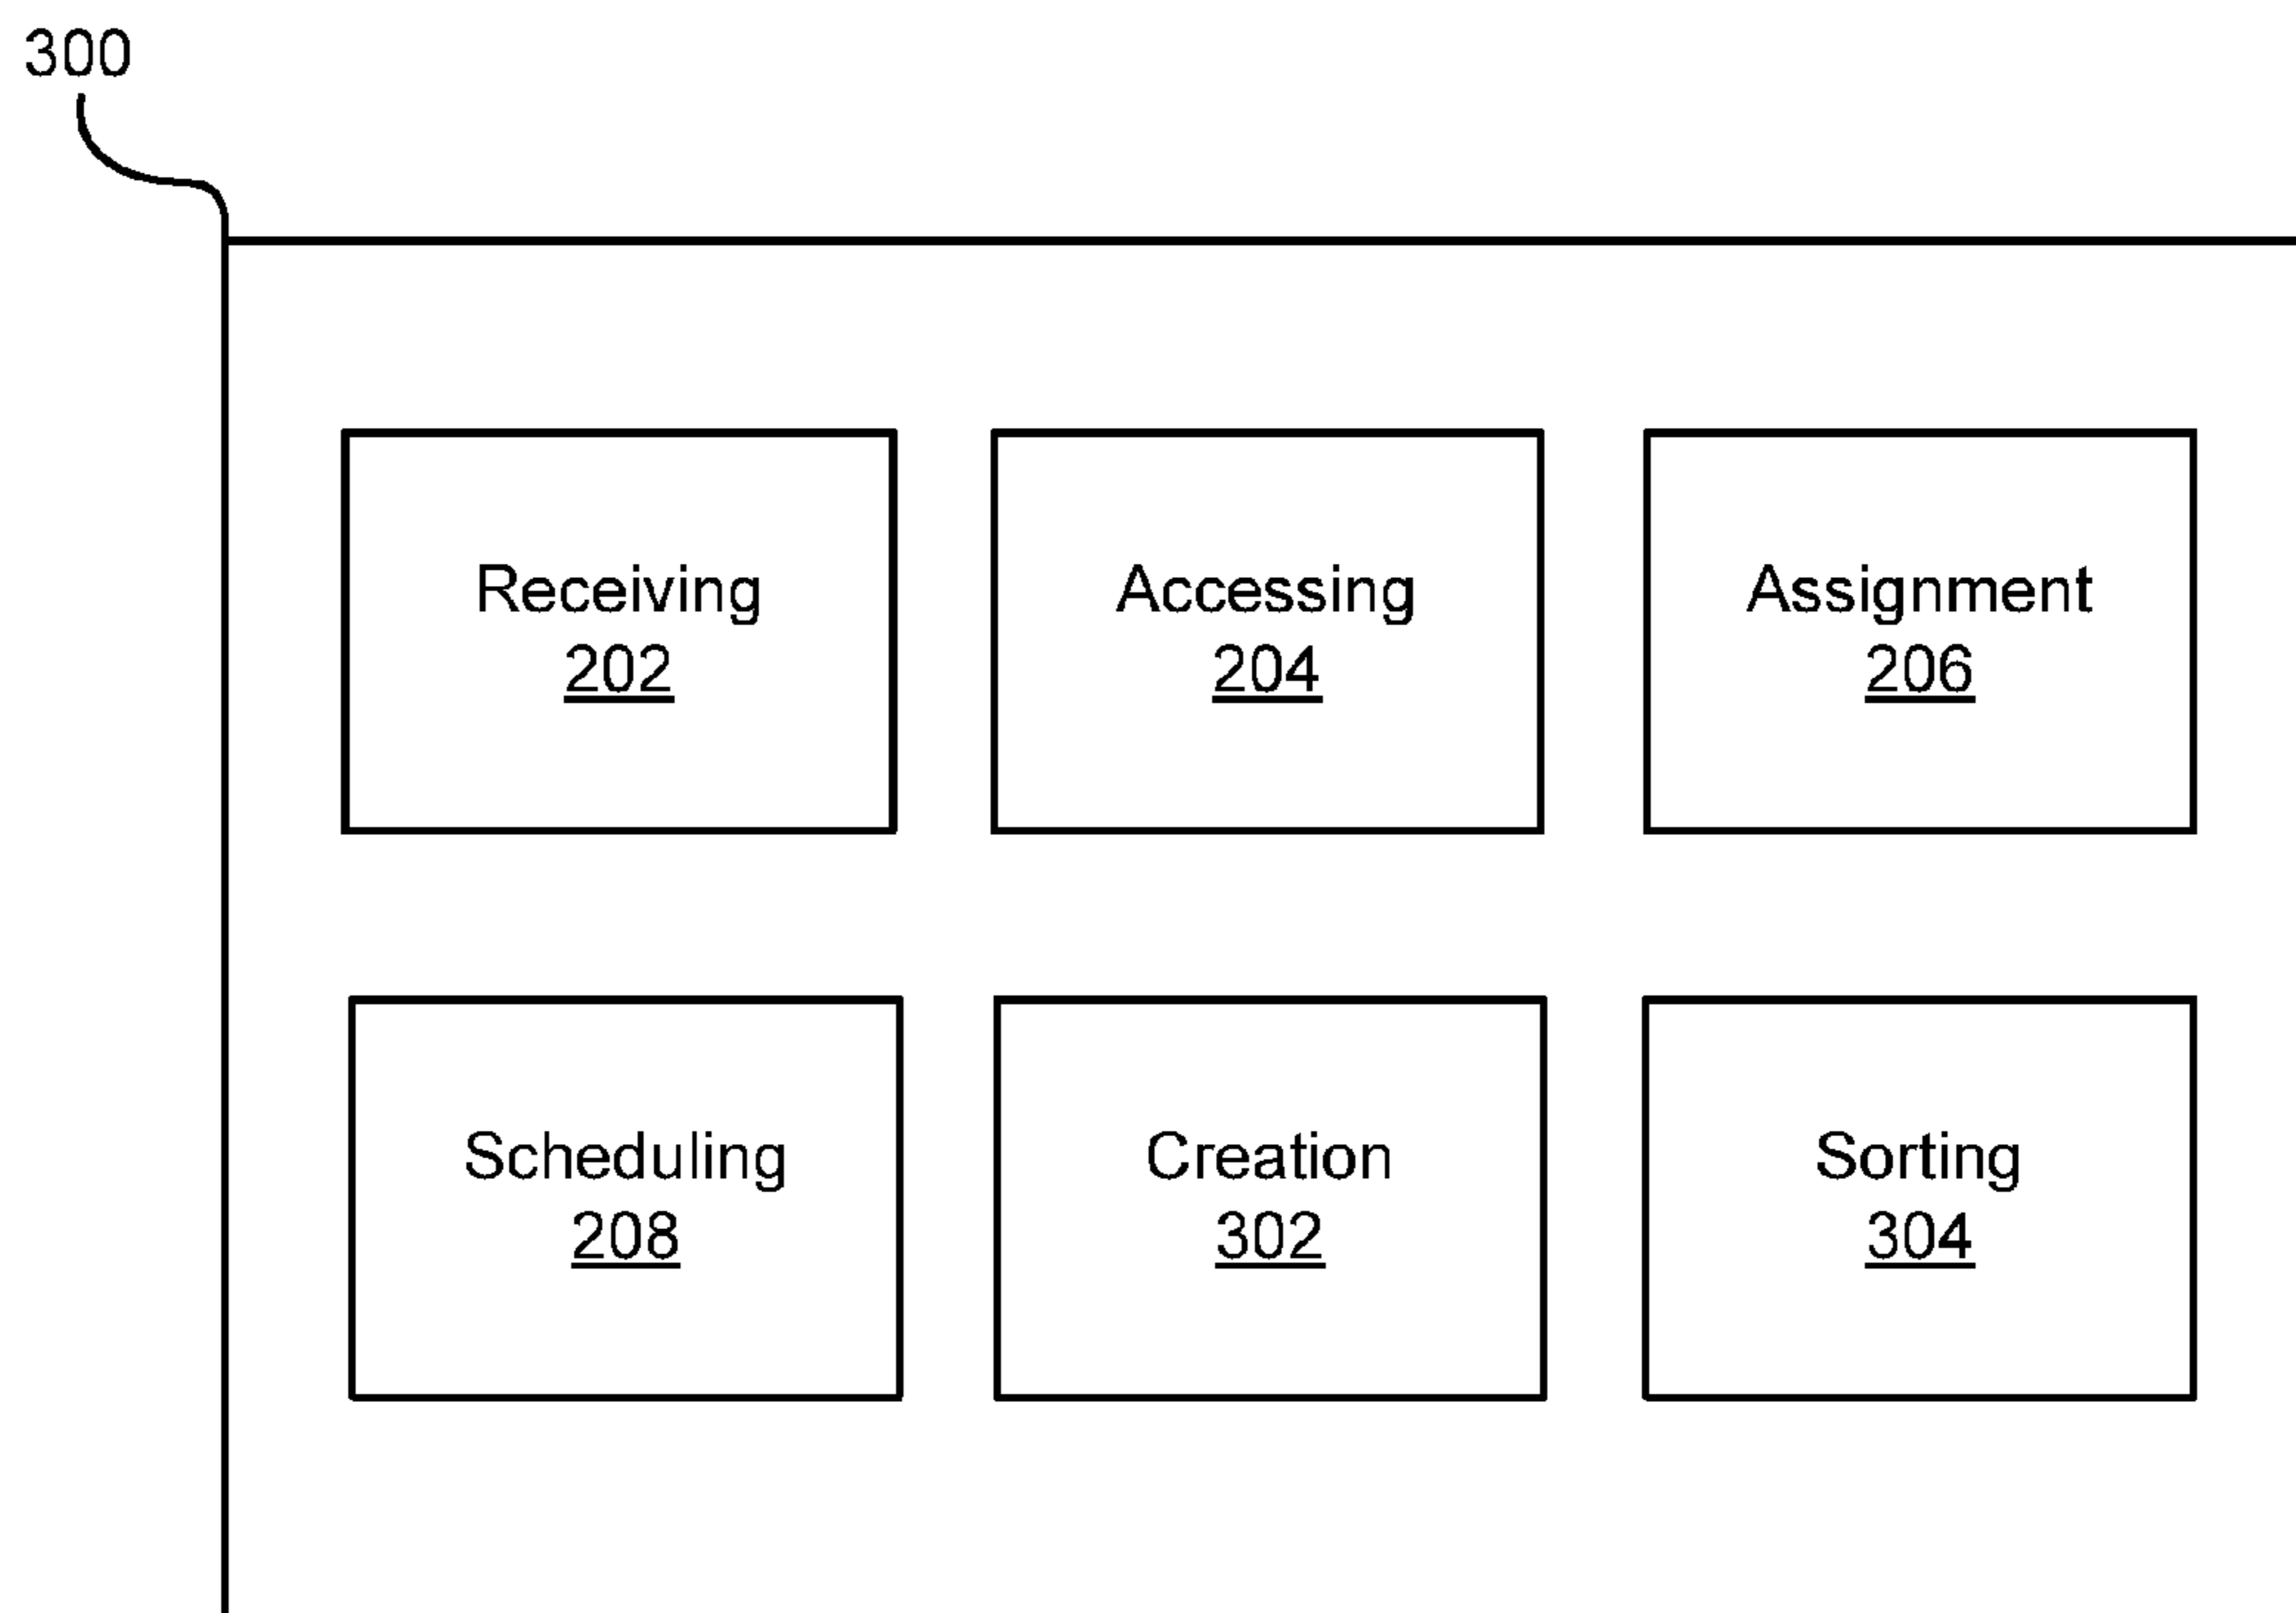 300
Receiving
202
Accessing
204
Assignment
206
Scheduling
208
Creation
302
Sorting
304